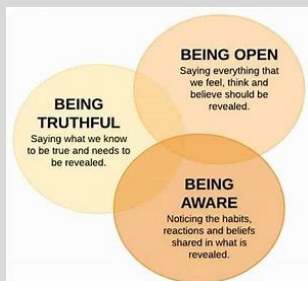 BEING OPEN
Saying everything that
we feel, think and
believe should be
revealed.
BEING
TRUTHFUL
Saying what we know
to be true and needs to
be revealed.
BEING
AWARE
Noticing the habits,
reactions and beliefs
shared in what is
revealed.